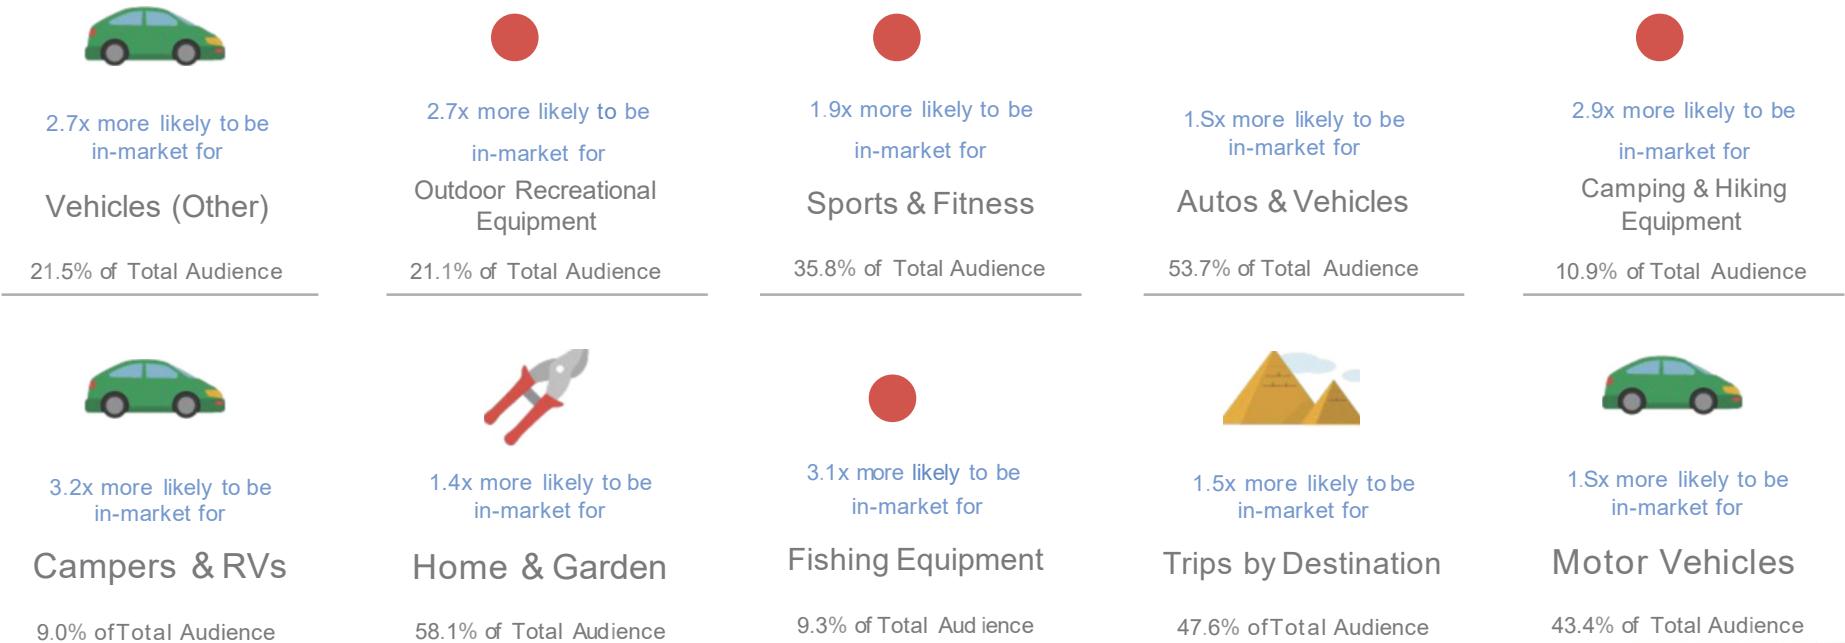 2.7x more likely to be
in-market for
Vehicles (Other)
21.5% of Total Audience
2.7x more likely to be
in-market for
Outdoor Recreational
Equipment
21.1% of Total Audience
1.9x more likely to be
in-market for
Sports & Fitness
35.8% of Total Audience
1.Sx more likely to be
in-market for
Autos & Vehicles
53.7% of Total Audience
2.9x more likely to be
in-market for
Camping & Hiking
Equipment
10.9% of Total Audience
3.2x more likely to be
in-market for
Campers & RVs
9.0% of Total Audience
1.4x more likely to be
in-market for
Home & Garden
58.1% of Total Audience
3.1x more likely to be
in-market for
Fishing Equipment
9.3% of Total Audience
1.5x more likely to be
in-market for
Trips by Destination
47.6% of Total Audience
1.Sx more likely to be
in-market for
Motor Vehicles
43.4% of Total Audience